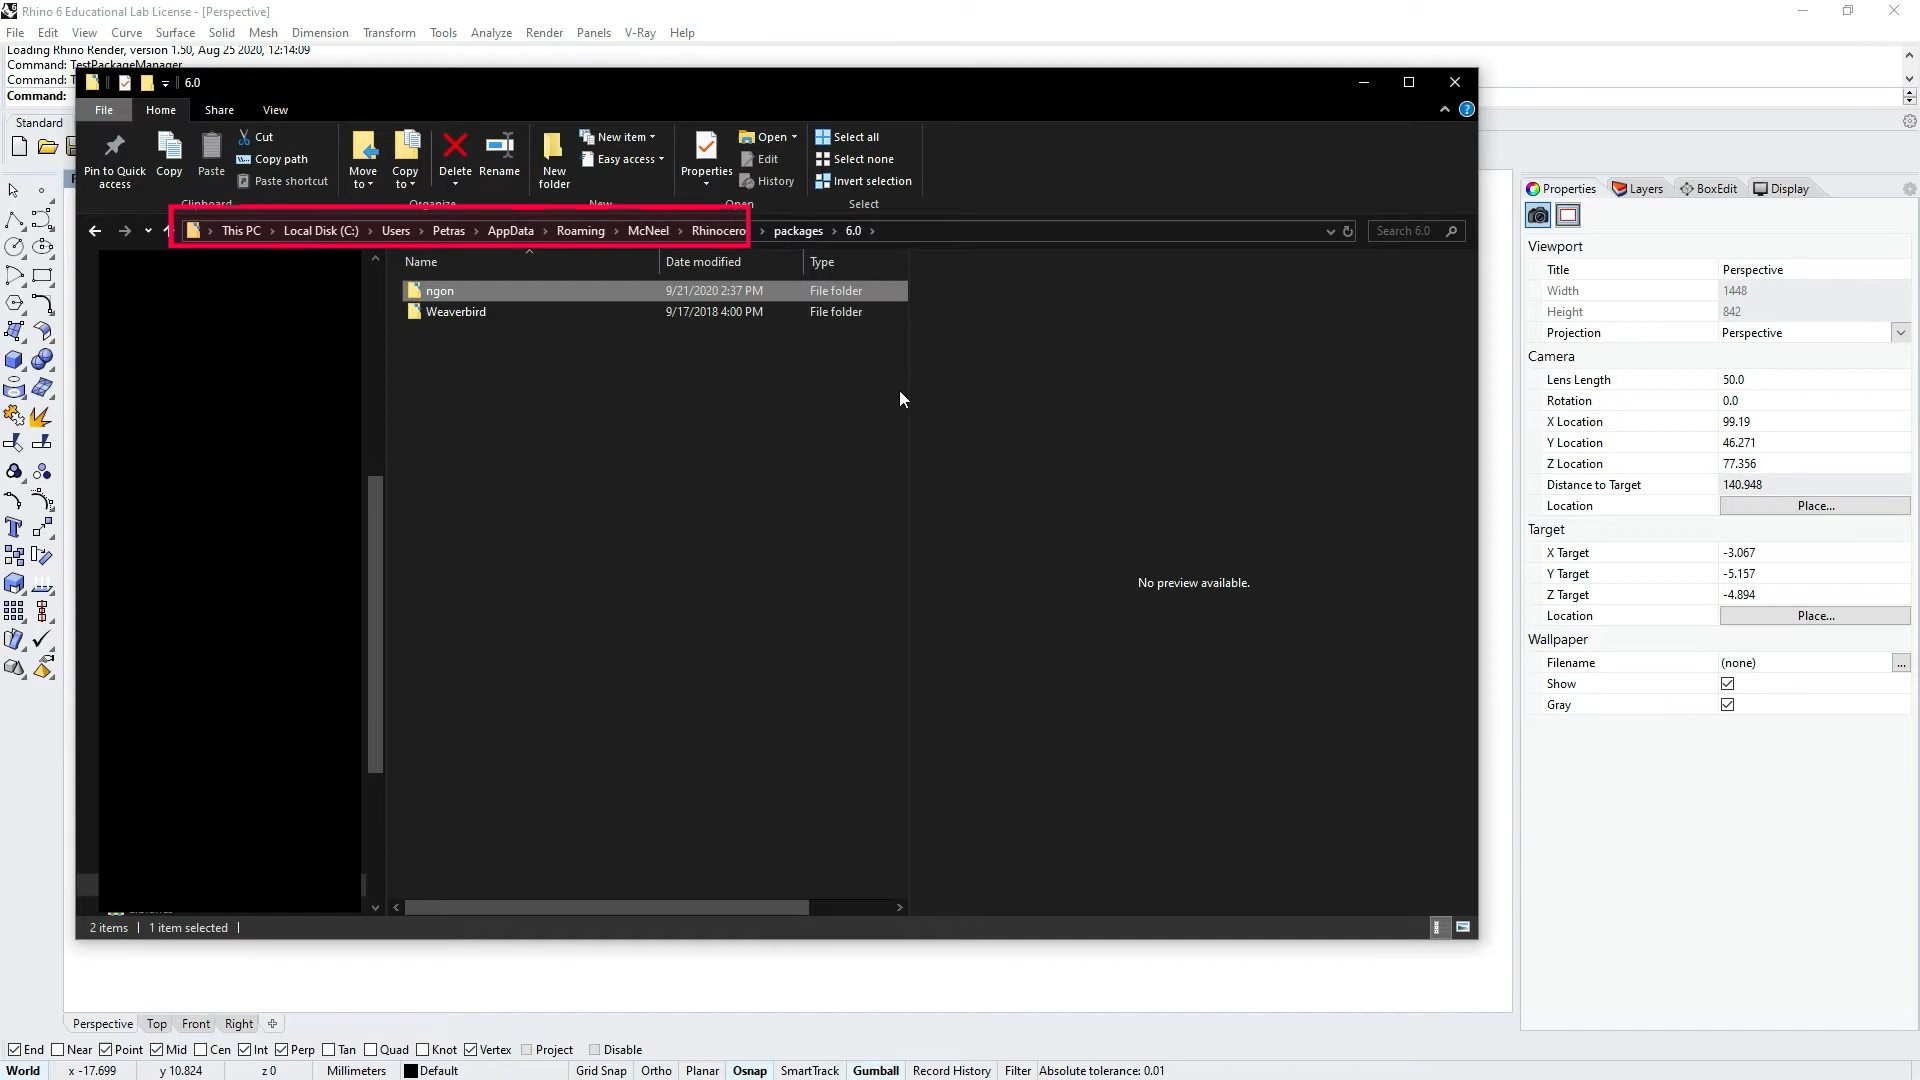 Rhino 6 Educational Lab License - [Perspective]
File Edit View Curve Surface Solid Mesh Dimension Transform Tools Analyze Render Panels V-Ray Help
Loading Rhino Render, version 1.50, Aug 25 2020, 12:14:09
Command: TestPackageManager
Command: T
Command:
6.0
File Home Share View
Standard
Pin to Quick access
Copy
Paste
Cut
Copy path
Paste shortcut
Clipboard
Move to
Copy to
Delete
Rename
Organize
New folder
New item
Easy access
New
Properties
Open
Edit
History
Open
Select all
Select none
Invert selection
Select
This PC Local Disk (C:) Users Petras AppData Roaming McNeel Rhinocero packages 6.0
Search 6.0
Name Date modified Type
ngon 9/21/2020 2:37 PM File folder
Weaverbird 9/17/2018 4:00 PM File folder
No preview available.
2 items 1 item selected
Properties Layers BoxEdit Display
Viewport
Title Perspective
Width 1448
Height 842
Projection Perspective
Camera
Lens Length 50.0
Rotation 0.0
X Location 99.19
Y Location 46.271
Z Location 77.356
Distance to Target 140.948
Location Place...
Target
X Target -3.067
Y Target -5.157
Z Target -4.894
Location Place...
Wallpaper
Filename (none) ...
Show
Gray
Perspective Top Front Right
End Near Point Mid Cen Int Perp Tan Quad Knot Vertex Project Disable
World x -17.699 y 10.824 z 0 Millimeters Default Grid Snap Ortho Planar Osnap SmartTrack Gumball Record History Filter Absolute tolerance: 0.01